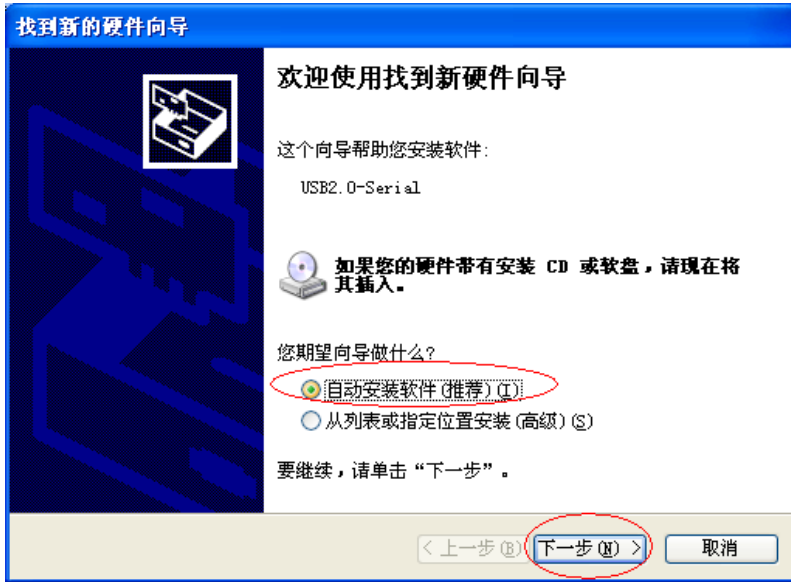 找到新的硬件向导
欢迎使用找到新硬件向导
这个向导帮助您安装软件:
USB2.0-Serial
如果您的硬件带有安装 CD 或软盘，请现在将
其插入。
您期望向导做什么?
自动安装软件(推荐)(I)
从列表或指定位置安装(高级)(S)
要继续，请单击“下一步”。
< 上一步(B) 下一步(N) > 取消